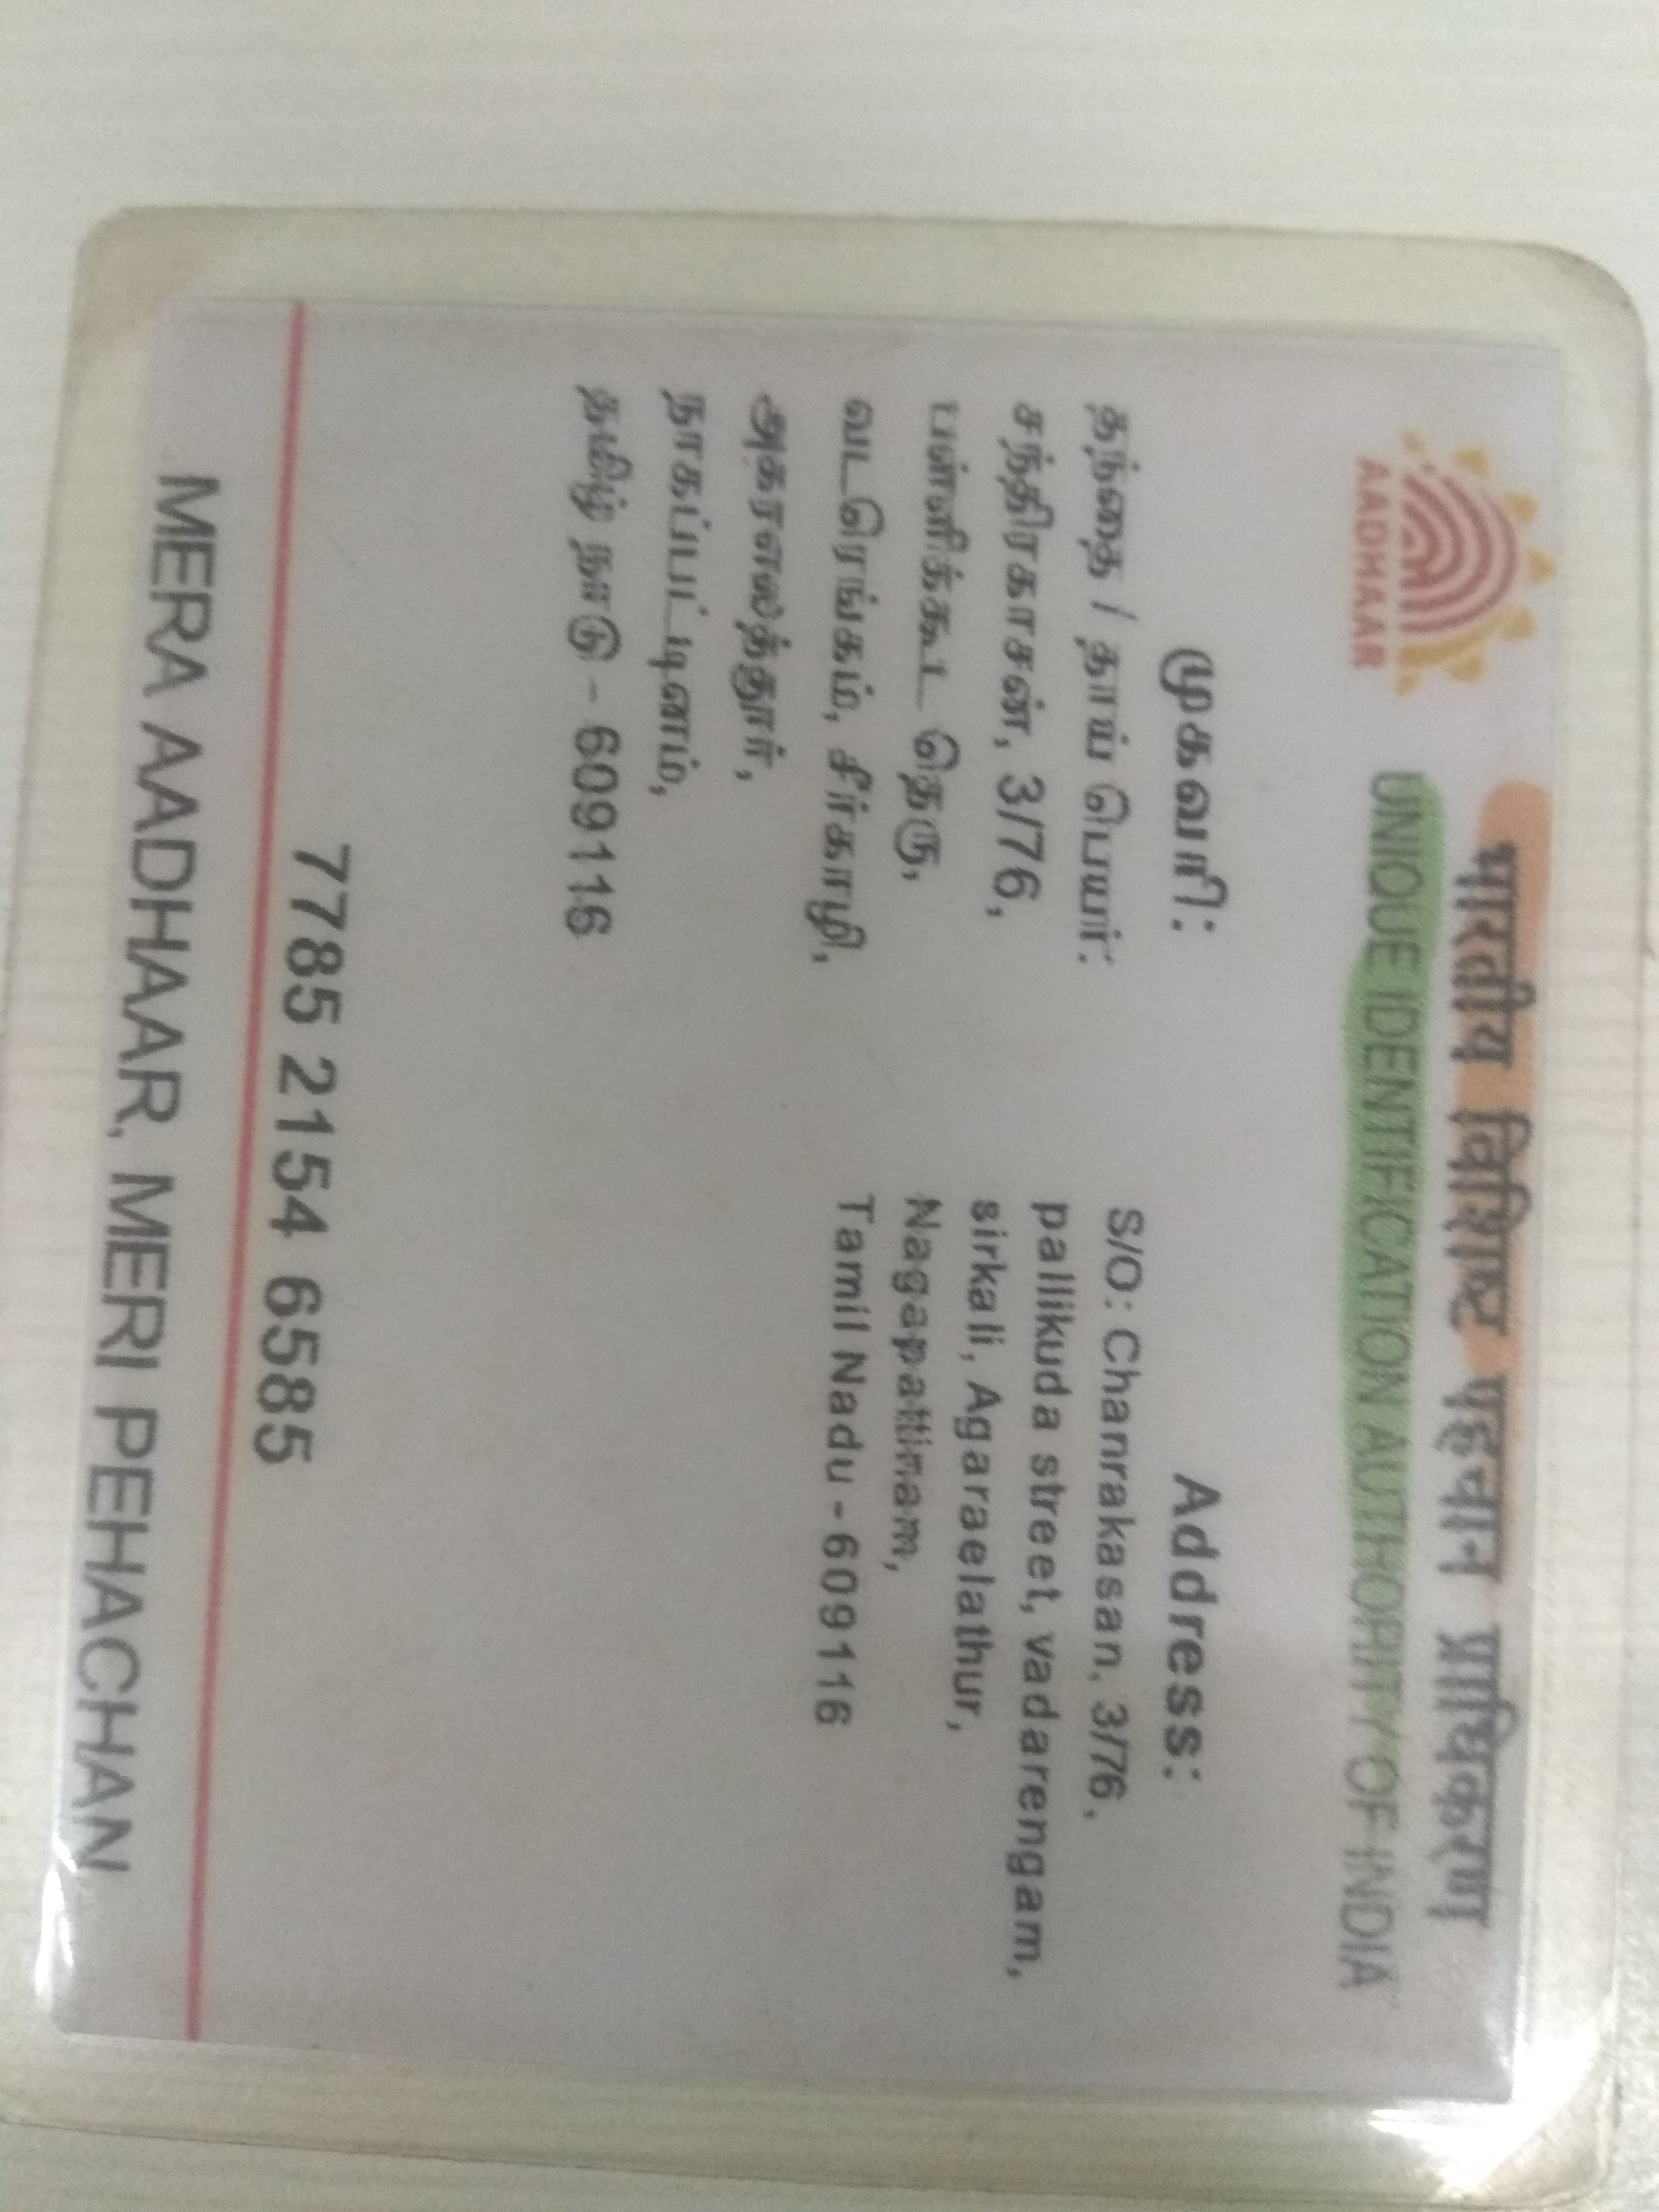 भारतीय विशिष्ट पहचान प्राधिकरण
UNIQUE IDENTIFICATION AUTHORITY OF INDIA
AADHAAR
முகவரி:
தந்தை / தாய் பெயர்:
சந்திரகாசன், 3/76,
பள்ளிக்கூட தெரு,
வடரெங்கம், சீர்காழி,
அகரஎலத்தூர்,
நாகப்பட்டினம்,
தமிழ் நாடு - 609116
Address:
S/O: Chanrakasan, 3/76,
pallikuda street, vadarengam,
sirkali, Agaraelathur,
Nagapattinam,
Tamil Nadu - 609116
7785 2154 6585
MERA AADHAAR, MERI PEHACHAN